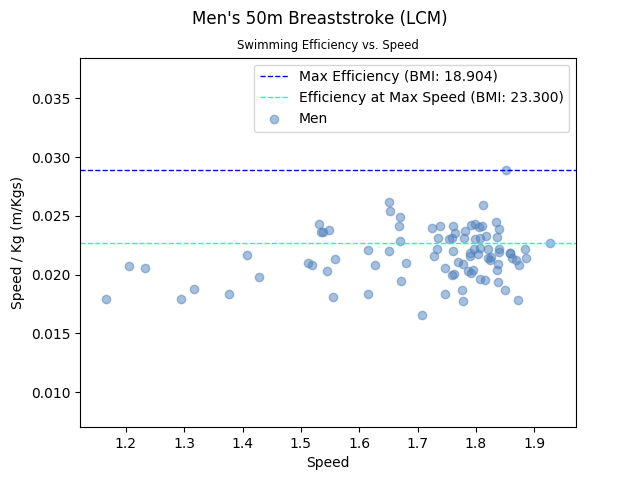 Men's 50m Breaststroke (LCM)
Swimming Efficiency vs. Speed
Max Efficiency (BMI: 18.904)
Efficiency at Max Speed (BMI: 23.300)
Men
Speed / Kg (m/Kgs)
0.035
0.030
0.025
0.020
0.015
0.010
1.2 1.3 1.4 1.5 1.6 1.7 1.8 1.9
Speed